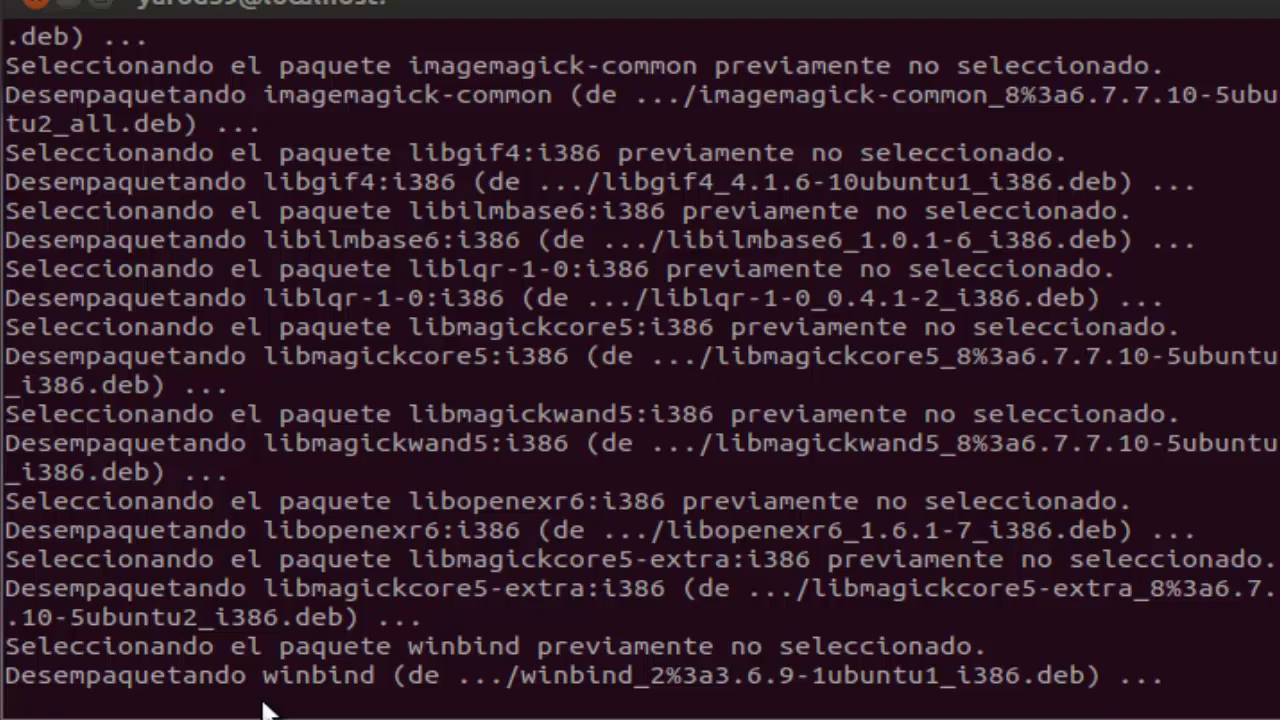 .deb) ...
Seleccionando el paquete imagemagick-common previamente no seleccionado.
Desempaquetando imagemagick-common (de .../imagemagick-common_8%3a6.7.7.10-5ubu
tu2_all.deb) ...
Seleccionando el paquete libgif4:i386 previamente no seleccionado.
Desempaquetando libgif4:i386 (de .../libgif4_4.1.6-10ubuntu1_i386.deb) ...
Seleccionando el paquete libilmbase6:i386 previamente no seleccionado.
Desempaquetando libilmbase6:i386 (de .../libilmbase6_1.0.1-6_i386.deb) ...
Seleccionando el paquete liblqr-1-0:i386 previamente no seleccionado.
Desempaquetando liblqr-1-0:i386 (de .../liblqr-1-0_0.4.1-2_i386.deb) ...
Seleccionando el paquete libmagickcore5:i386 previamente no seleccionado.
Desempaquetando libmagickcore5:i386 (de .../libmagickcore5_8%3a6.7.7.10-5ubuntu
_i386.deb) ...
Seleccionando el paquete libmagickwand5:i386 previamente no seleccionado.
Desempaquetando libmagickwand5:i386 (de .../libmagickwand5_8%3a6.7.7.10-5ubuntu
_i386.deb) ...
Seleccionando el paquete libopenexr6:i386 previamente no seleccionado.
Desempaquetando libopenexr6:i386 (de .../libopenexr6_1.6.1-7_i386.deb) ...
Seleccionando el paquete libmagickcore5-extra:i386 previamente no seleccionado.
Desempaquetando libmagickcore5-extra:i386 (de .../libmagickcore5-extra_8%3a6.7.
.10-5ubuntu2_i386.deb) ...
Seleccionando el paquete winbind previamente no seleccionado.
Desempaquetando winbind (de .../winbind_2%3a3.6.9-1ubuntu1_i386.deb) ...